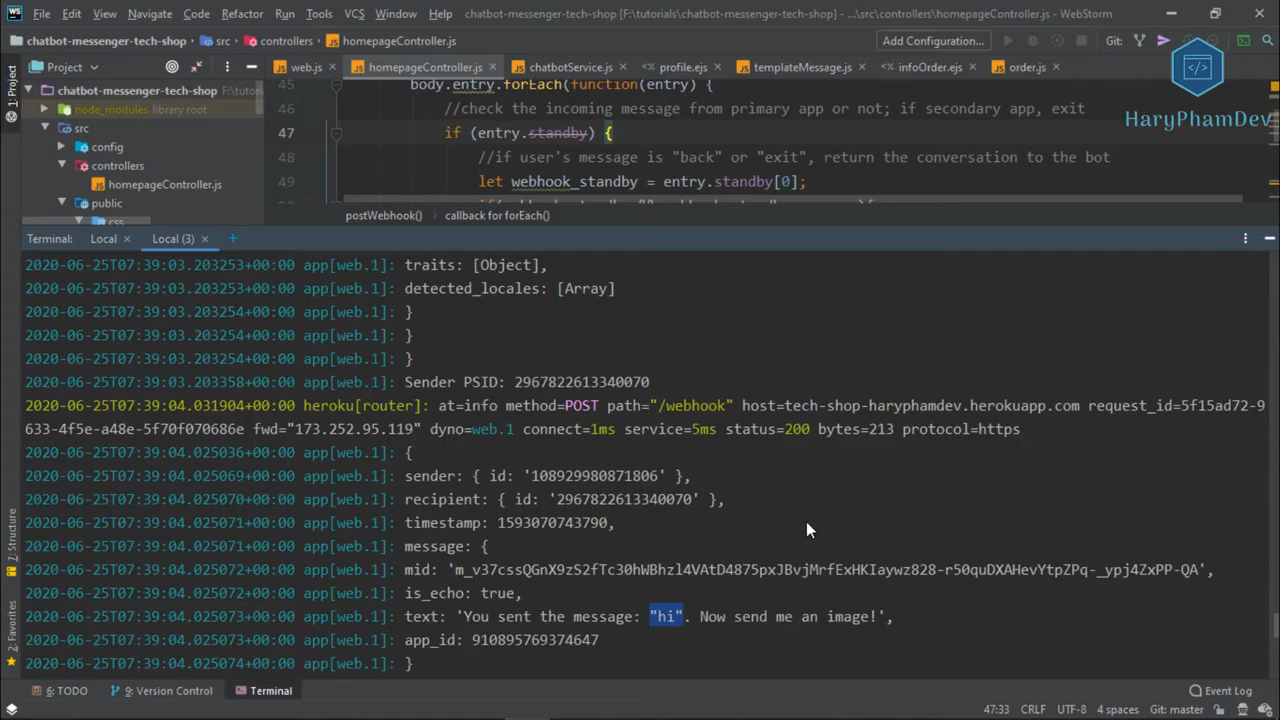 WS File Edit View Navigate Code Refactor Run Tools VCS Window Help chatbot-messenger-tech-shop [F:\tutorials\chatbot-messenger-tech-shop] - ...\src\controllers\homepageController.js - WebStorm
chatbot-messenger-tech-shop src controllers homepageController.js Add Configuration... Git:
Project web.js homepageController.js chatbotService.js profile.ejs templateMessage.js infoOrder.ejs order.js
1: Project
chatbot-messenger-tech-shop F:\tutoria
node_modules library root
src
config
controllers
homepageController.js
public
css
45 body.entry.forEach(function(entry) {
46 //check the incoming message from primary app or not; if secondary app, exit
47 if (entry.standby) {
48 //if user's message is "back" or "exit", return the conversation to the bot
49 let webhook_standby = entry.standby[0];
HaryPhamDev
postWebhook() callback for forEach()
Terminal: Local Local (3) +
2020-06-25T07:39:03.203253+00:00 app[web.1]: traits: [Object],
2020-06-25T07:39:03.203253+00:00 app[web.1]: detected_locales: [Array]
2020-06-25T07:39:03.203254+00:00 app[web.1]: }
2020-06-25T07:39:03.203254+00:00 app[web.1]: }
2020-06-25T07:39:03.203254+00:00 app[web.1]: }
2020-06-25T07:39:03.203358+00:00 app[web.1]: Sender PSID: 2967822613340070
2020-06-25T07:39:04.031904+00:00 heroku[router]: at=info method=POST path="/webhook" host=tech-shop-haryphamdev.herokuapp.com request_id=5f15ad72-9
633-4f5e-a48e-5f70f070686e fwd="173.252.95.119" dyno=web.1 connect=1ms service=5ms status=200 bytes=213 protocol=https
2020-06-25T07:39:04.025036+00:00 app[web.1]: {
2020-06-25T07:39:04.025069+00:00 app[web.1]: sender: { id: '108929980871806' },
2020-06-25T07:39:04.025070+00:00 app[web.1]: recipient: { id: '2967822613340070' },
2020-06-25T07:39:04.025071+00:00 app[web.1]: timestamp: 1593070743790,
2020-06-25T07:39:04.025071+00:00 app[web.1]: message: {
2020-06-25T07:39:04.025072+00:00 app[web.1]: mid: 'm_v37cssQGnX9zS2fTc30hWBhzl4VAtD4875pxJBvjMrfExHKIaywz828-r50quDXAHevYtpZPq-_ypj4ZxPP-QA',
2020-06-25T07:39:04.025073+00:00 app[web.1]: is_echo: true,
2020-06-25T07:39:04.025073+00:00 app[web.1]: text: 'You sent the message: "hi". Now send me an image!',
2020-06-25T07:39:04.025074+00:00 app[web.1]: app_id: 910895769374647
2020-06-25T07:39:04.025074+00:00 app[web.1]: }
7: Structure
2: Favorites
6: TODO 9: Version Control Terminal Event Log
47:33 CRLF UTF-8 4 spaces Git: master